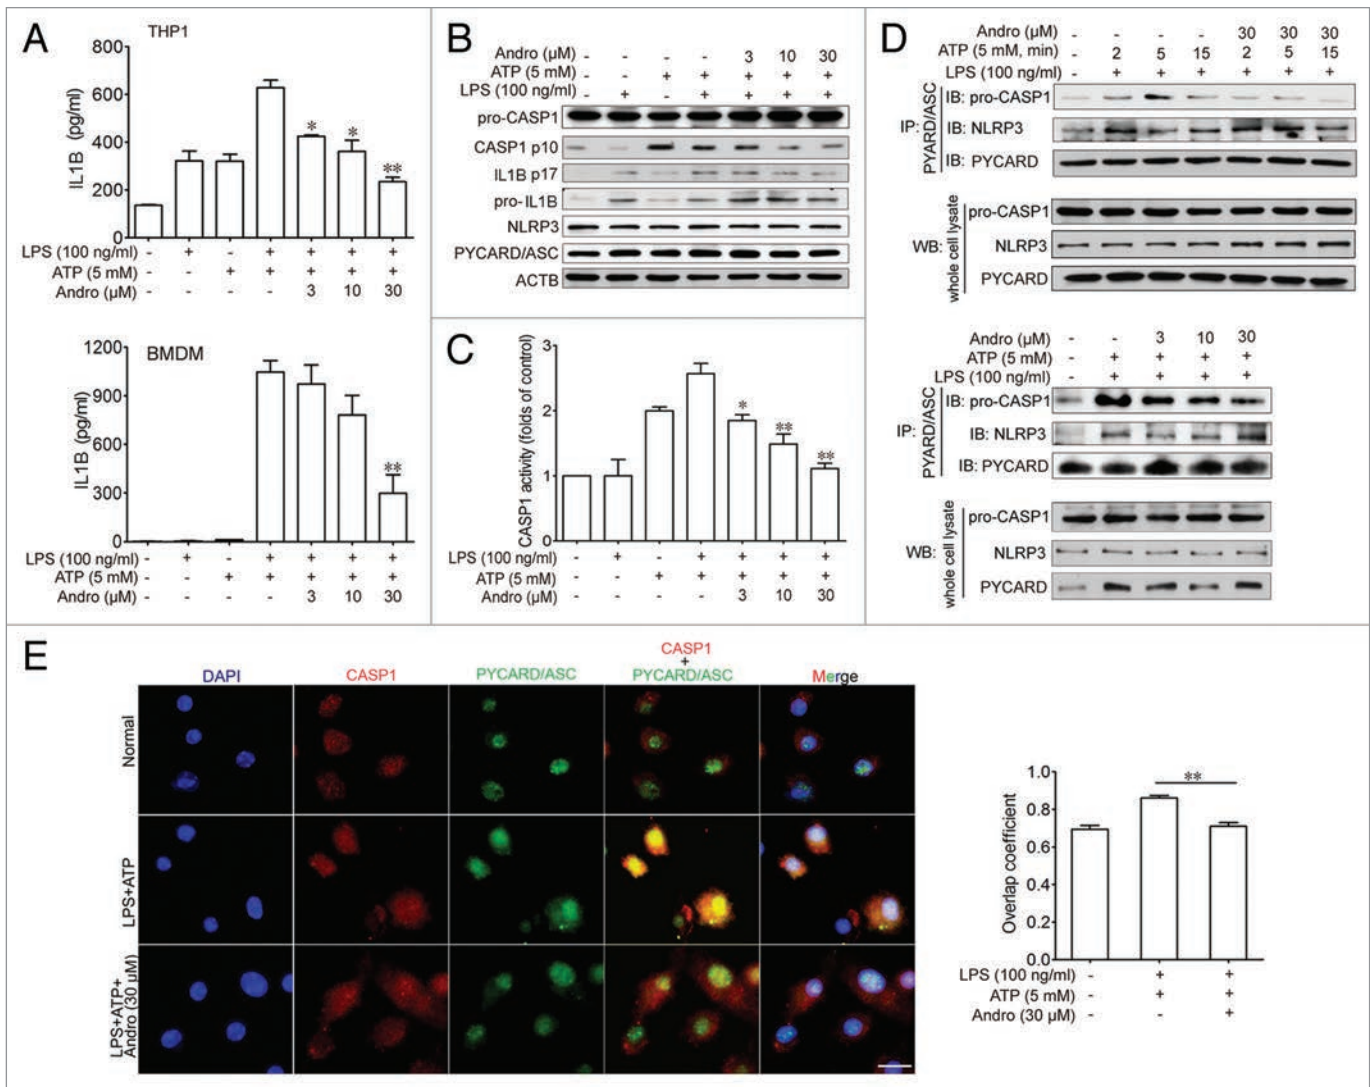 A
THP1
IL1B (pg/ml)
800
600
400
200
0
*
*
**
LPS (100 ng/ml) - + - + + + +
ATP (5 mM) - - + + + + +
Andro (µM) - - - - 3 10 30
BMDM
IL1B (pg/ml)
1200
900
600
300
0
**
LPS (100 ng/ml) - + - + + + +
ATP (5 mM) - - + + + + +
Andro (µM) - - - - 3 10 30
B
Andro (µM) - - - - 3 10 30
ATP (5 mM) - - + + + + +
LPS (100 ng/ml) - + - + + + +
pro-CASP1
CASP1 p10
IL1B p17
pro-IL1B
NLRP3
PYCARD/ASC
ACTB
C
CASP1 activity (folds of control)
3
2
1
0
*
**
**
LPS (100 ng/ml) - + - + + + +
ATP (5 mM) - - + + + + +
Andro (µM) - - - - 3 10 30
D
Andro (µM) - - - - 30 30 30
ATP (5 mM, min) - 2 5 15 2 5 15
LPS (100 ng/ml) - + + + + + +
IP: PYARD/ASC
IB: pro-CASP1
IB: NLRP3
IB: PYCARD
WB: whole cell lysate
pro-CASP1
NLRP3
PYCARD
Andro (µM) - - 3 10 30
ATP (5 mM) - + + + +
LPS (100 ng/ml) - + + + +
IP: PYARD/ASC
IB: pro-CASP1
IB: NLRP3
IB: PYCARD
WB: whole cell lysate
pro-CASP1
NLRP3
PYCARD
E
DAPI
CASP1
PYCARD/ASC
CASP1
+
PYCARD/ASC
Merge
Normal
LPS+ATP
LPS+ATP+
Andro (30 µM)
Overlap coefficient
1.0
0.8
0.6
0.4
0.2
0.0
**
LPS (100 ng/ml) - + +
ATP (5 mM) - + +
Andro (30 µM) - - +